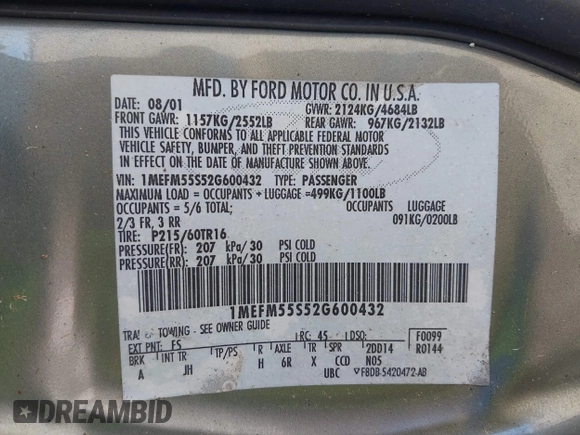 MFD. BY FORD MOTOR CO. IN U.S.A.
DATE: 08/01 GVWR: 2124KG/4684LB
FRONT GAWR: 1157KG/2552LB REAR GAWR: 967KG/2132LB
THIS VEHICLE CONFORMS TO ALL APPLICABLE FEDERAL MOTOR
VEHICLE SAFETY, BUMPER, AND THEFT PREVENTION STANDARDS
IN EFFECT ON THE DATE OF MANUFACTURE SHOWN ABOVE.
VIN: 1MEFM55S52G600432 TYPE: PASSENGER
MAXIMUM LOAD = OCCUPANTS + LUGGAGE = 499KG/1100LB
OCCUPANTS = 5/6 TOTAL; OCCUPANTS LUGGAGE
2/3 FR, 3 RR 091KG/0200LB
TIRE: P215/60TR16
PRESSURE(FR): 207 kPa/30 PSI COLD
PRESSURE(RR): 207 kPa/30 PSI COLD
1MEFM55S52G600432
TOWING - SEE OWNER GUIDE
EXT PNT: FS RC: 45 DSO: F0099
BRK INT TR TP/PS R AXLE TR SPR 2DD14 R0144
A JH H 6R X CCD N05
UBC F8DB-5420472-AB
DREAMBID